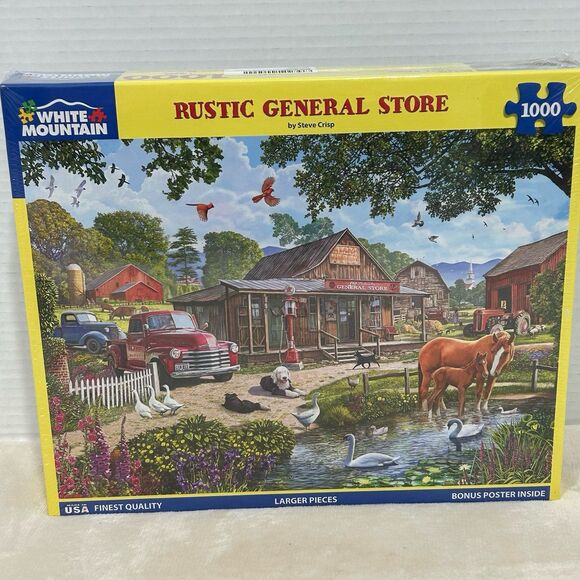 WHITE
MOUNTAIN
RUSTIC GENERAL STORE
by Steve Crisp
1000
GENERAL STORE
USA FINEST QUALITY
LARGER PIECES
BONUS POSTER INSIDE